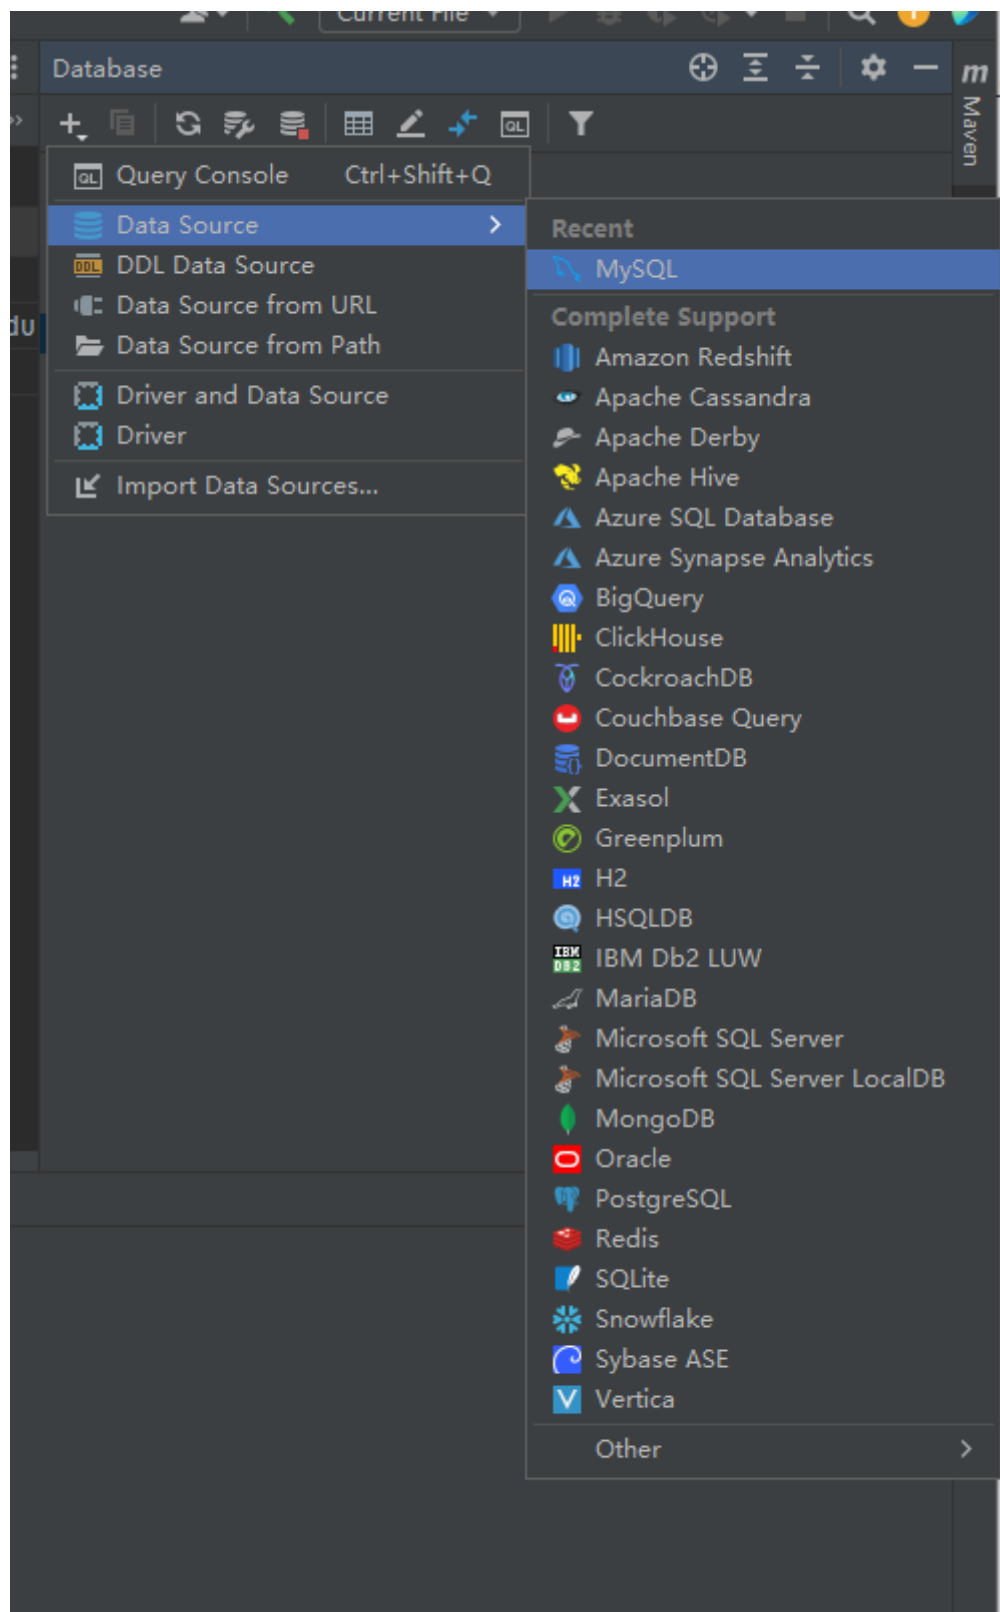 Current File
Database
m
Maven
Query Console Ctrl+Shift+Q
Data Source
DDL Data Source
Data Source from URL
du
Data Source from Path
Driver and Data Source
Driver
Import Data Sources...
Recent
MySQL
Complete Support
Amazon Redshift
Apache Cassandra
Apache Derby
Apache Hive
Azure SQL Database
Azure Synapse Analytics
BigQuery
ClickHouse
CockroachDB
Couchbase Query
DocumentDB
Exasol
Greenplum
H2
HSQLDB
IBM Db2 LUW
MariaDB
Microsoft SQL Server
Microsoft SQL Server LocalDB
MongoDB
Oracle
PostgreSQL
Redis
SQLite
Snowflake
Sybase ASE
Vertica
Other